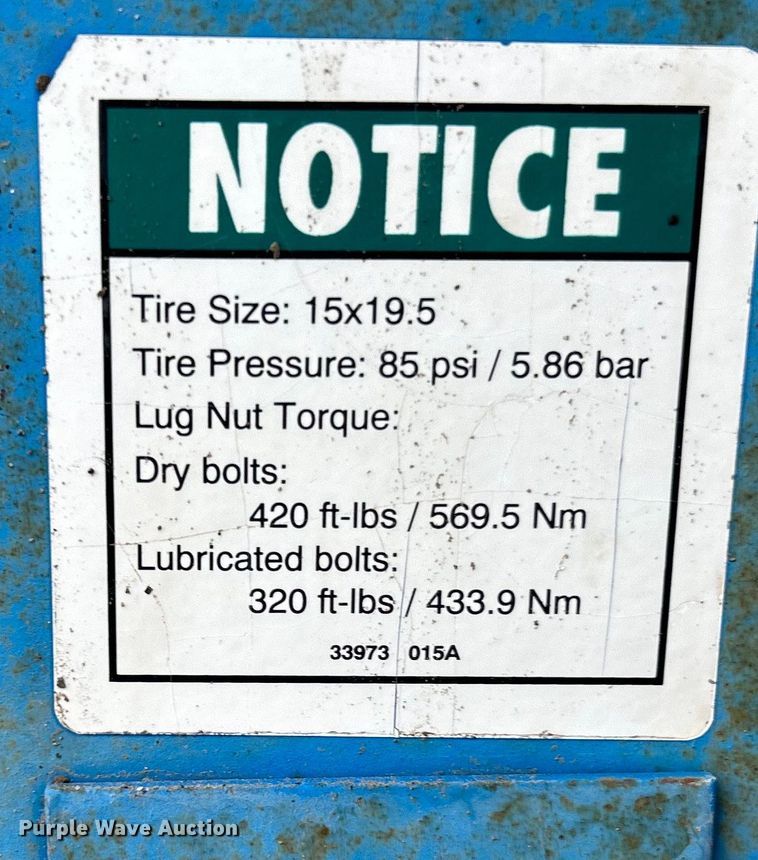 NOTICE
Tire Size: 15x19.5
Tire Pressure: 85 psi / 5.86 bar
Lug Nut Torque:
Dry bolts:
420 ft-lbs / 569.5 Nm
Lubricated bolts:
320 ft-lbs / 433.9 Nm
33973 015A
Purple Wave Auction